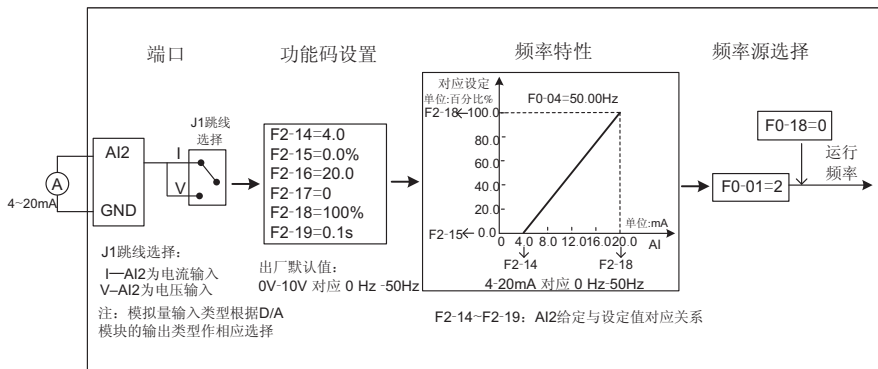 端口
功能码设置
频率特性
频率源选择
J1跳线
选择
AI2
GND
I
V
A
4~20mA
F2-14=4.0
F2-15=0.0%
F2-16=20.0
F2-17=0
F2-18=100%
F2-19=0.1s
对应设定
单位:百分比%
F0-04=50.00Hz
F2-18
100.0
80.0
60.0
40.0
20.0
0.0
F2-15
单位:mA
0 4.0 8.0 12.0 16.0 20.0 AI
F2-14
F2-18
4-20mA 对应 0 Hz-50Hz
F0-18=0
F0-01=2
运行
频率
J1跳线选择：
I—AI2为电流输入
V–AI2为电压输入
注：模拟量输入类型根据D/A
模块的输出类型作相应选择
出厂默认值：
0V-10V 对应 0 Hz -50Hz
F2-14~F2-19：AI2给定与设定值对应关系